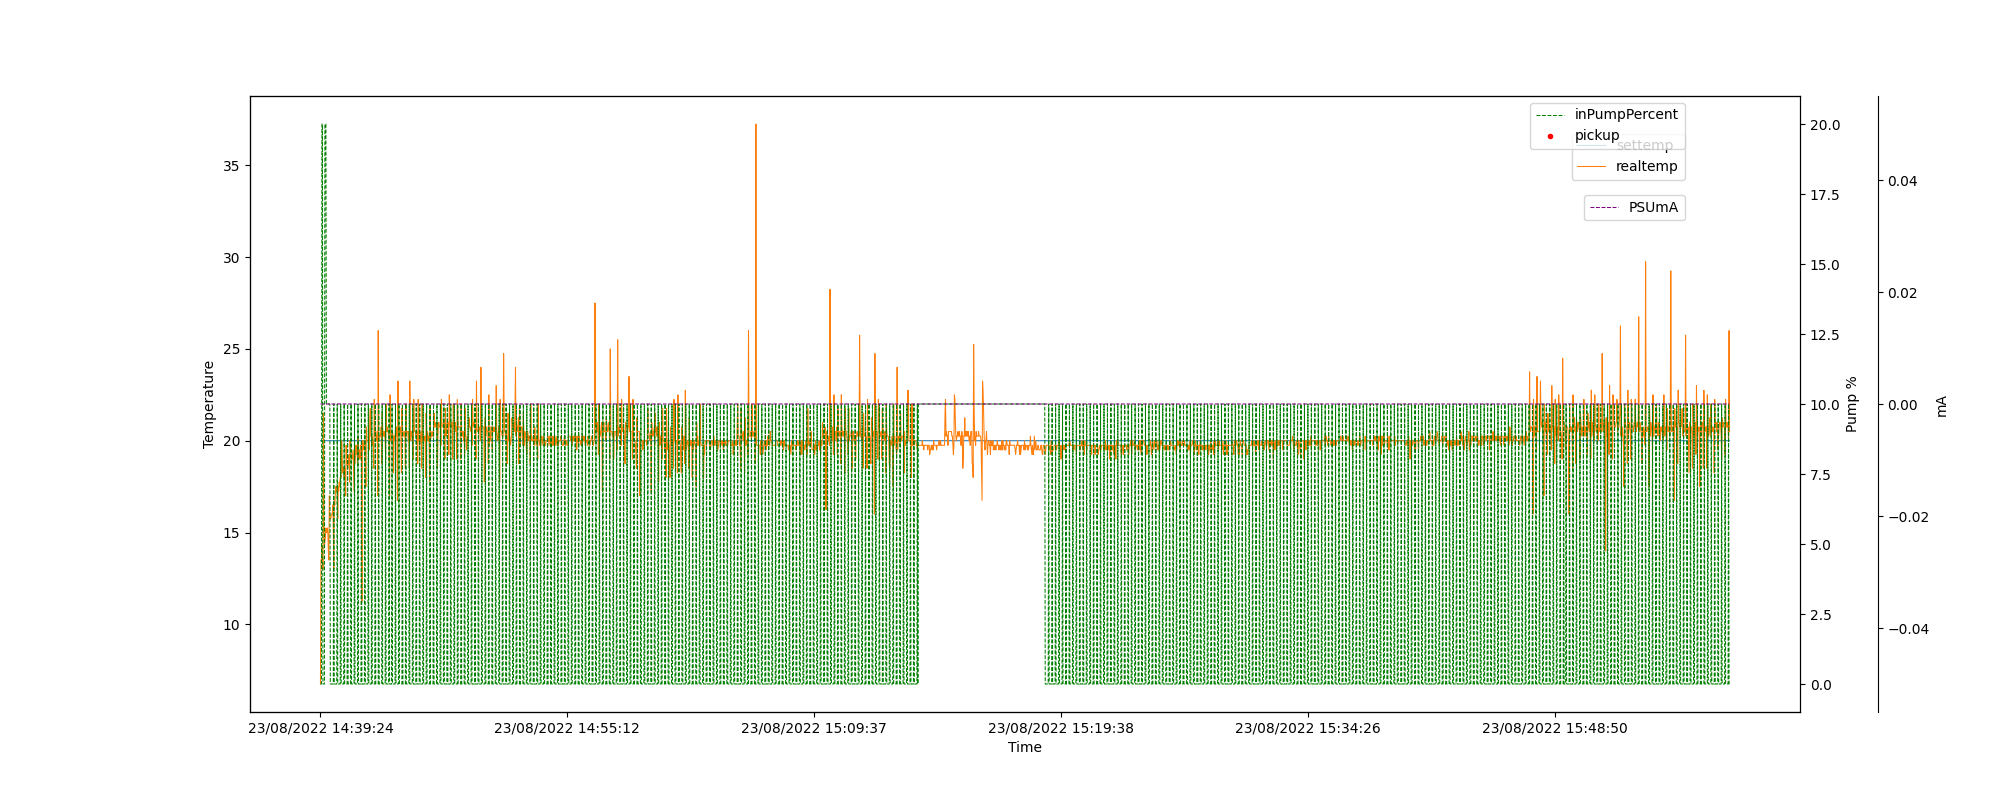 inPumpPercent
pickup
settemp
realtemp
PSUmA
35
30
25
20
15
10
Temperature
20.0
17.5
15.0
12.5
10.0
7.5
5.0
2.5
0.0
Pump %
0.04
0.02
0.00
−0.02
−0.04
mA
23/08/2022 14:39:24
23/08/2022 14:55:12
23/08/2022 15:09:37
23/08/2022 15:19:38
23/08/2022 15:34:26
23/08/2022 15:48:50
Time